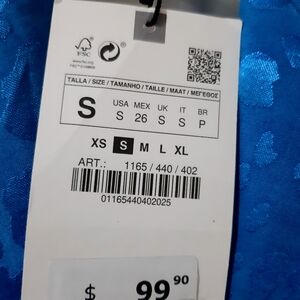 FSC
TALLA / SIZE / TAMANHO / TAILLE / MAAT / ΜΕΓΕΘΟΣ
S
USA MEX UK IT BR
S 26 S S P
XS S M L XL
ART.: 1165 / 440 / 402
01165440402025
$ 99 90